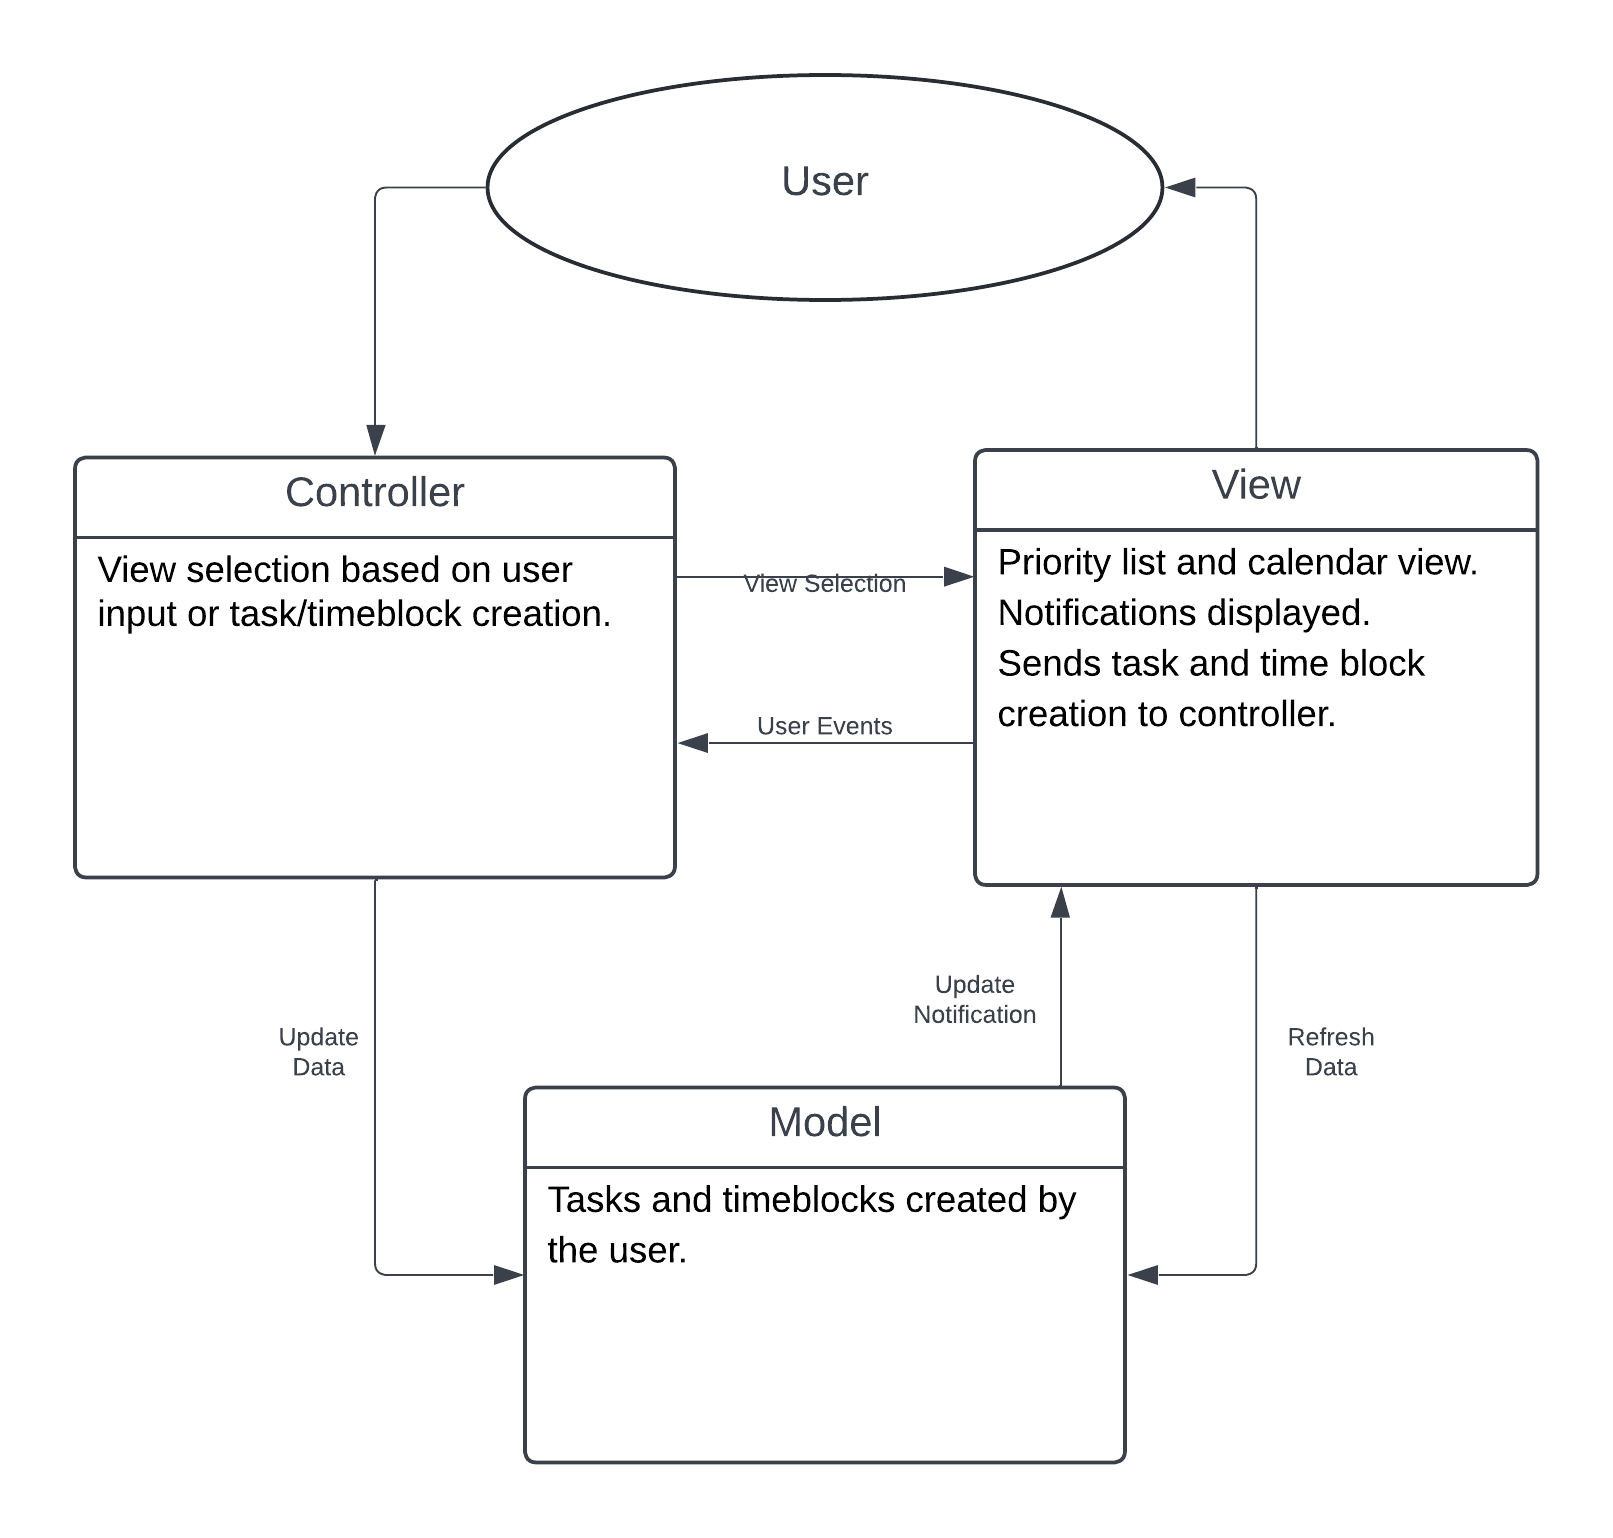 User
Controller
View selection based on user
input or task/timeblock creation.
View Selection
User Events
View
Priority list and calendar view.
Notifications displayed.
Sends task and time block
creation to controller.
Update
Data
Update
Notification
Refresh
Data
Model
Tasks and timeblocks created by
the user.